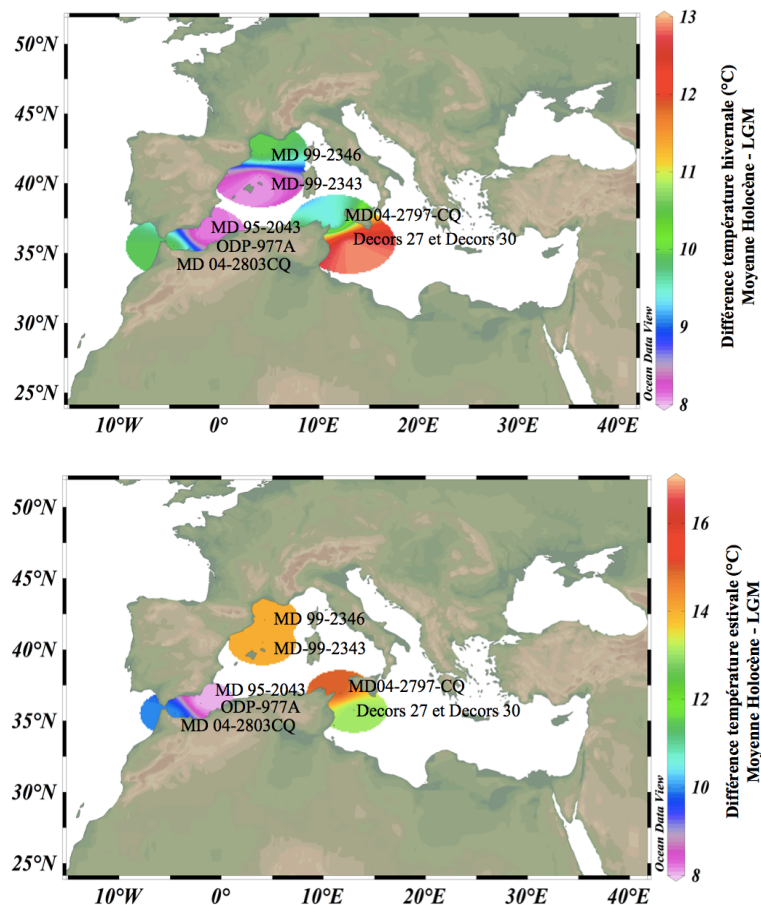 50°N
45°N
40°N
35°N
30°N
25°N
MD 99-2346
MD-99-2343
MD04-2797-CQ
MD 95-2043
Decors 27 et Decors 30
ODP-977A
MD 04-2803CQ
10°W
0°
10°E
20°E
30°E
40°E
Ocean Data View
13
12
11
10
9
8
Différence température hivernale (°C)
Moyenne Holocène - LGM
50°N
45°N
40°N
35°N
30°N
25°N
MD 99-2346
MD-99-2343
MD 95-2043
MD04-2797-CQ
ODP-977A
Decors 27 et Decors 30
MD 04-2803CQ
10°W
0°
10°E
20°E
30°E
40°E
Ocean Data View
16
14
12
10
8
Différence température estivale (°C)
Moyenne Holocène - LGM